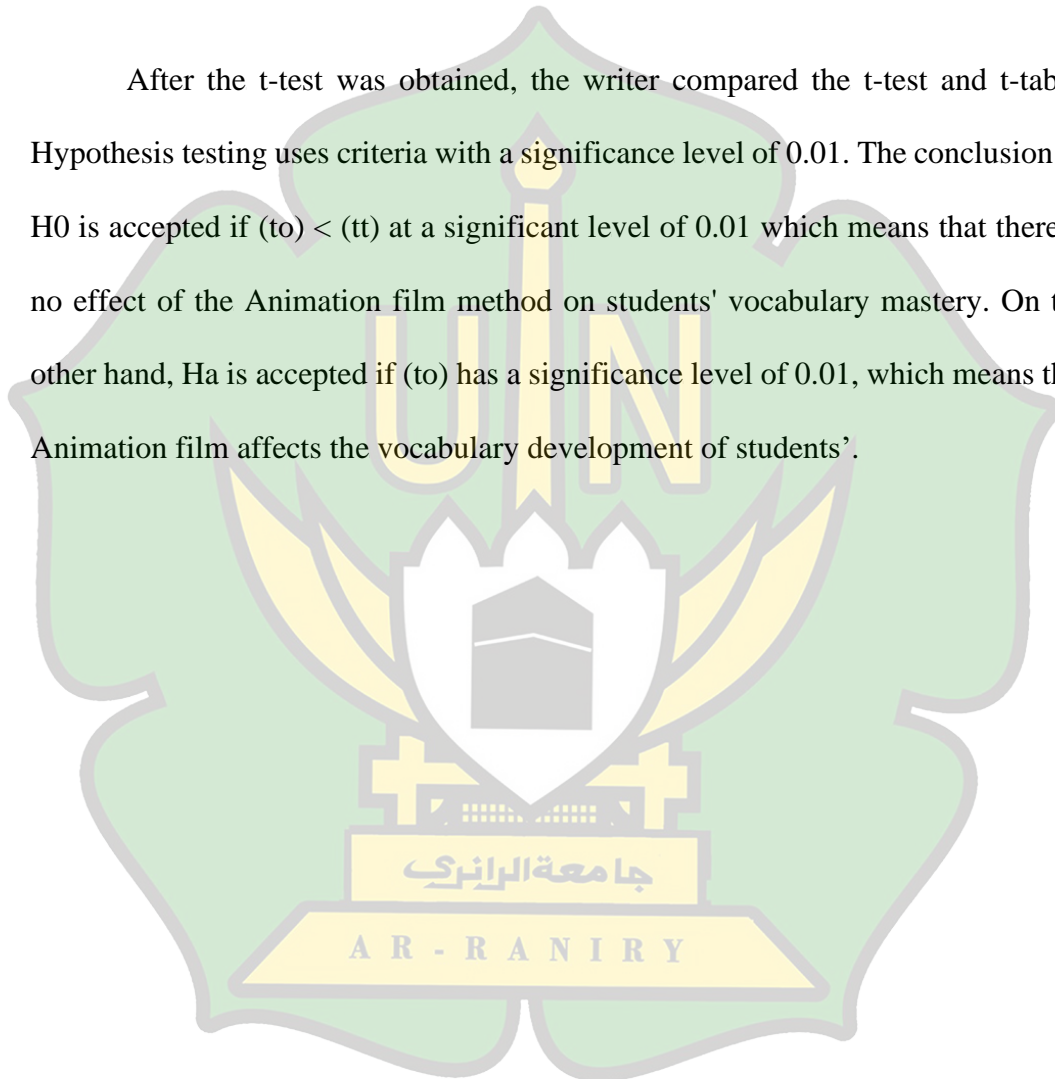 After the t-test was obtained, the writer compared the t-test and t-tab
Hypothesis testing uses criteria with a significance level of 0.01. The conclusion
H0 is accepted if (to) < (tt) at a significant level of 0.01 which means that there
no effect of the Animation film method on students' vocabulary mastery. On t
other hand, Ha is accepted if (to) has a significance level of 0.01, which means th
Animation film affects the vocabulary development of students’.
UIN
جامعةالرانري
AR-RANIRY